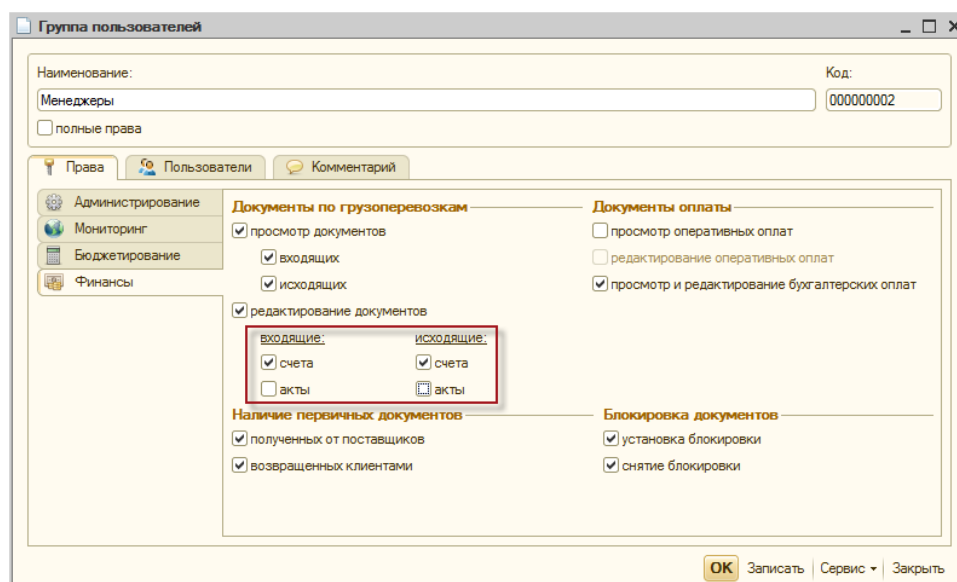 Группа пользователей
Наименование: Код:
Менеджеры 000000002
полные права
Права Пользователи Комментарий
Администрирование
Мониторинг
Бюджетирование
Финансы
Документы по грузоперевозкам Документы оплаты
просмотр документов просмотр оперативных оплат
входящих редактирование оперативных оплат
исходящих просмотр и редактирование бухгалтерских оплат
редактирование документов
входящие: исходящие:
счета счета
акты акты
Наличие первичных документов Блокировка документов
полученных от поставщиков установка блокировки
возвращенных клиентами снятие блокировки
OK Записать Сервис Закрыть